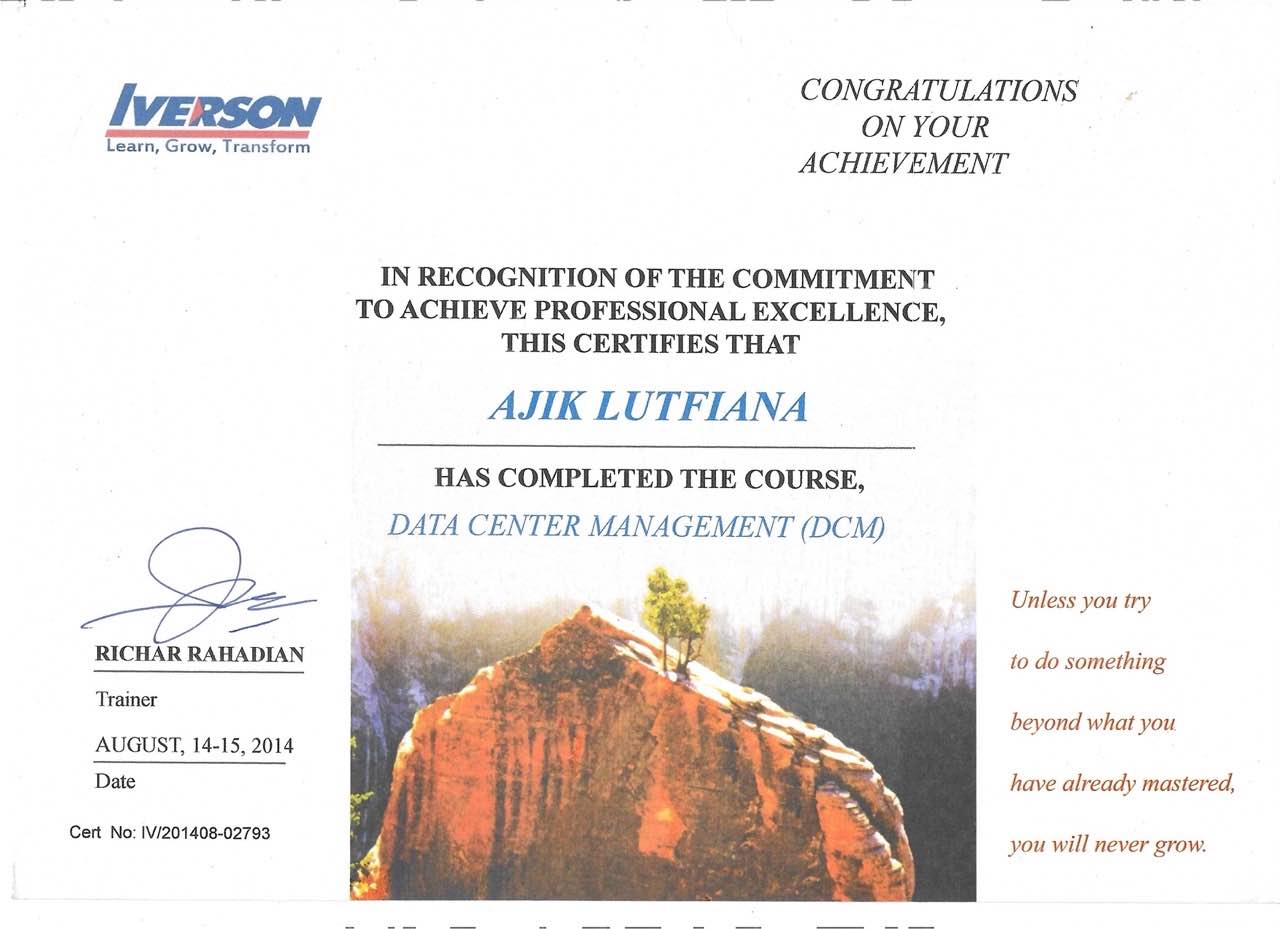 IVERSON
Learn, Grow, Transform
CONGRATULATIONS
ON YOUR
ACHIEVEMENT
IN RECOGNITION OF THE COMMITMENT
TO ACHIEVE PROFESSIONAL EXCELLENCE,
THIS CERTIFIES THAT
AJIK LUTFIANA
HAS COMPLETED THE COURSE,
DATA CENTER MANAGEMENT (DCM)
RICHAR RAHADIAN
Trainer
AUGUST, 14-15, 2014
Date
Cert No: IV/201408-02793
Unless you try
to do something
beyond what you
have already mastered,
you will never grow.